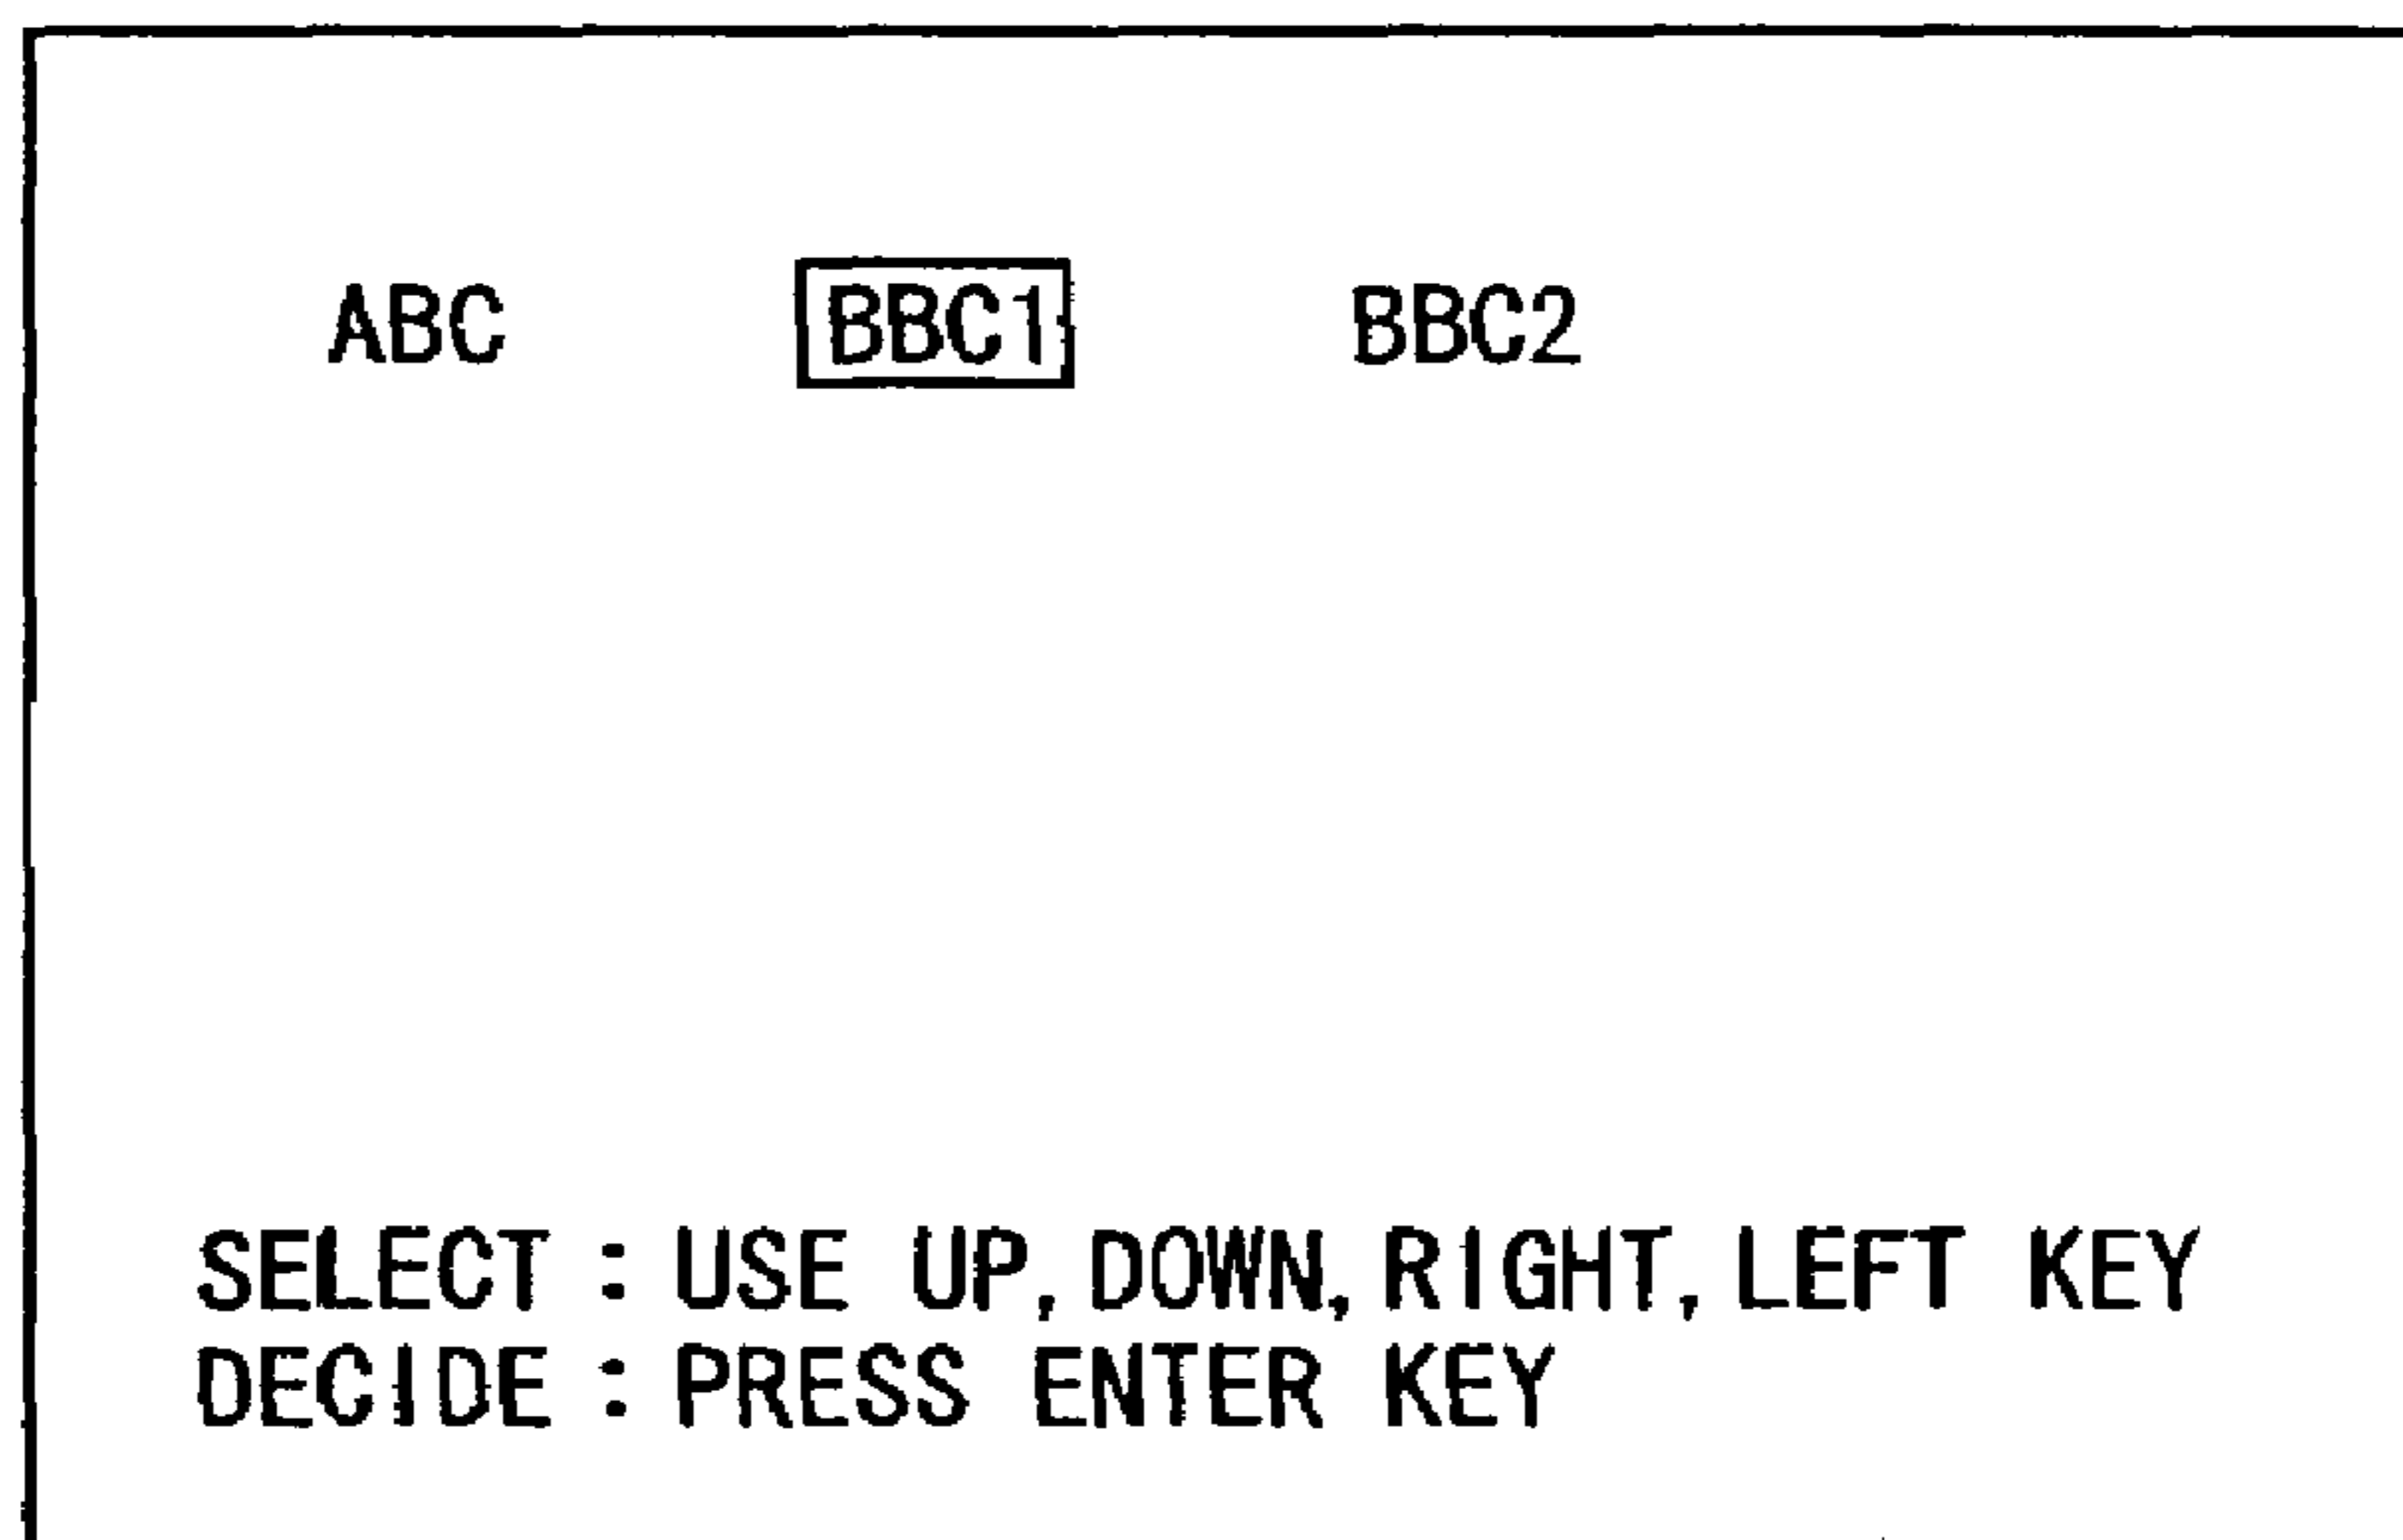 ABC BBC1 BBC2
SELECT : USE UP, DOWN, RIGHT, LEFT KEY
DECIDE : PRESS ENTER KEY